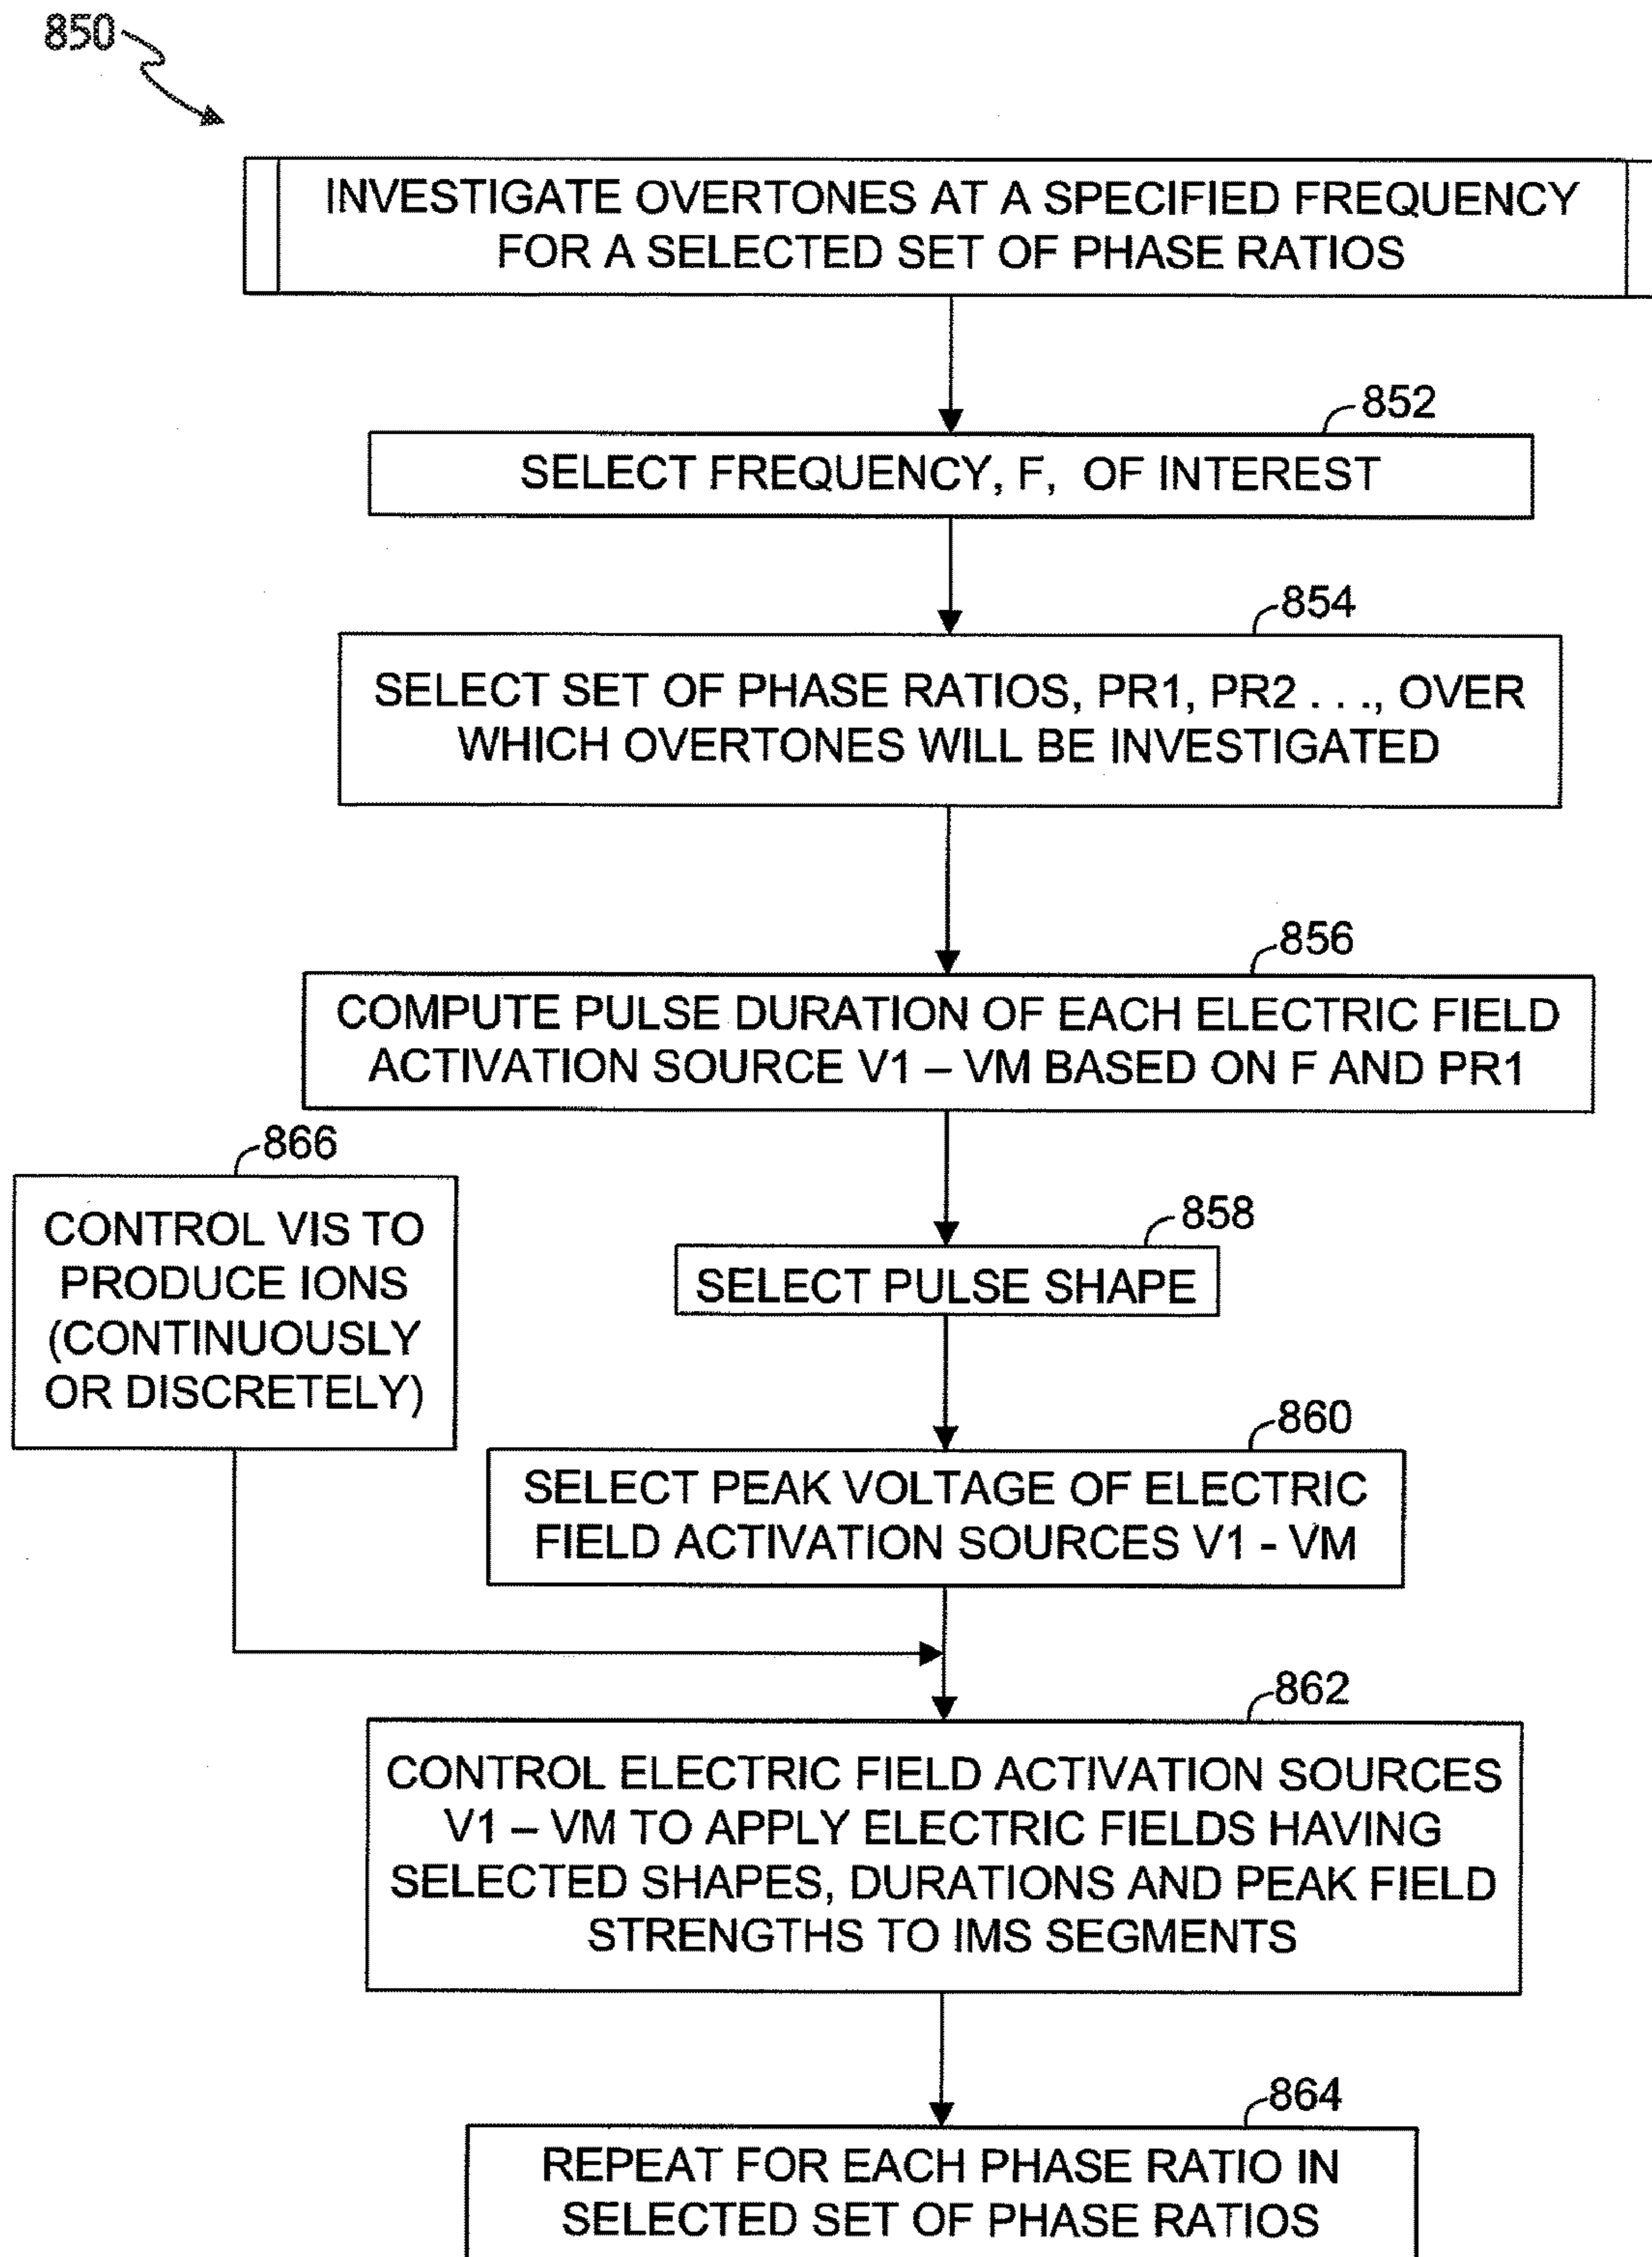 850
INVESTIGATE OVERTONES AT A SPECIFIED FREQUENCY
FOR A SELECTED SET OF PHASE RATIOS
852
SELECT FREQUENCY, F, OF INTEREST
854
SELECT SET OF PHASE RATIOS, PR1, PR2 . . ., OVER
WHICH OVERTONES WILL BE INVESTIGATED
856
COMPUTE PULSE DURATION OF EACH ELECTRIC FIELD
ACTIVATION SOURCE V1 – VM BASED ON F AND PR1
866
CONTROL VIS TO
PRODUCE IONS
(CONTINUOUSLY
OR DISCRETELY)
858
SELECT PULSE SHAPE
860
SELECT PEAK VOLTAGE OF ELECTRIC
FIELD ACTIVATION SOURCES V1 - VM
862
CONTROL ELECTRIC FIELD ACTIVATION SOURCES
V1 – VM TO APPLY ELECTRIC FIELDS HAVING
SELECTED SHAPES, DURATIONS AND PEAK FIELD
STRENGTHS TO IMS SEGMENTS
864
REPEAT FOR EACH PHASE RATIO IN
SELECTED SET OF PHASE RATIOS